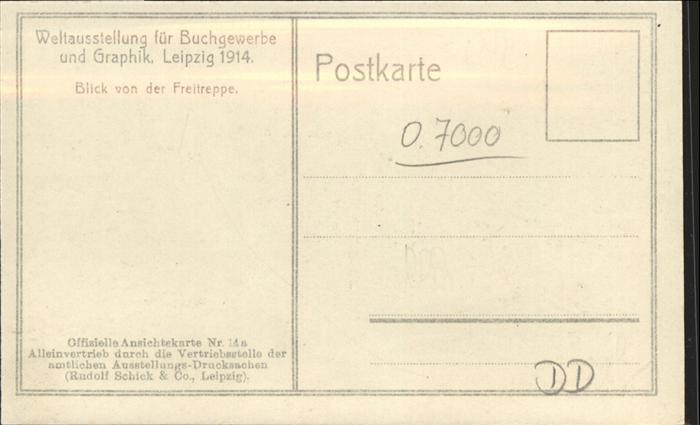 Weltausstellung für Buchgewerbe
und Graphik, Leipzig 1914.
Blick von der Freitreppe.
Postkarte
0.7000
Offizielle Ansichtskarte Nr. 14a
Alleinvertrieb durch die Vertriebsstelle der
amtlichen Ausstellungs-Drucksachen
(Rudolf Schick & Co., Leipzig).
DD